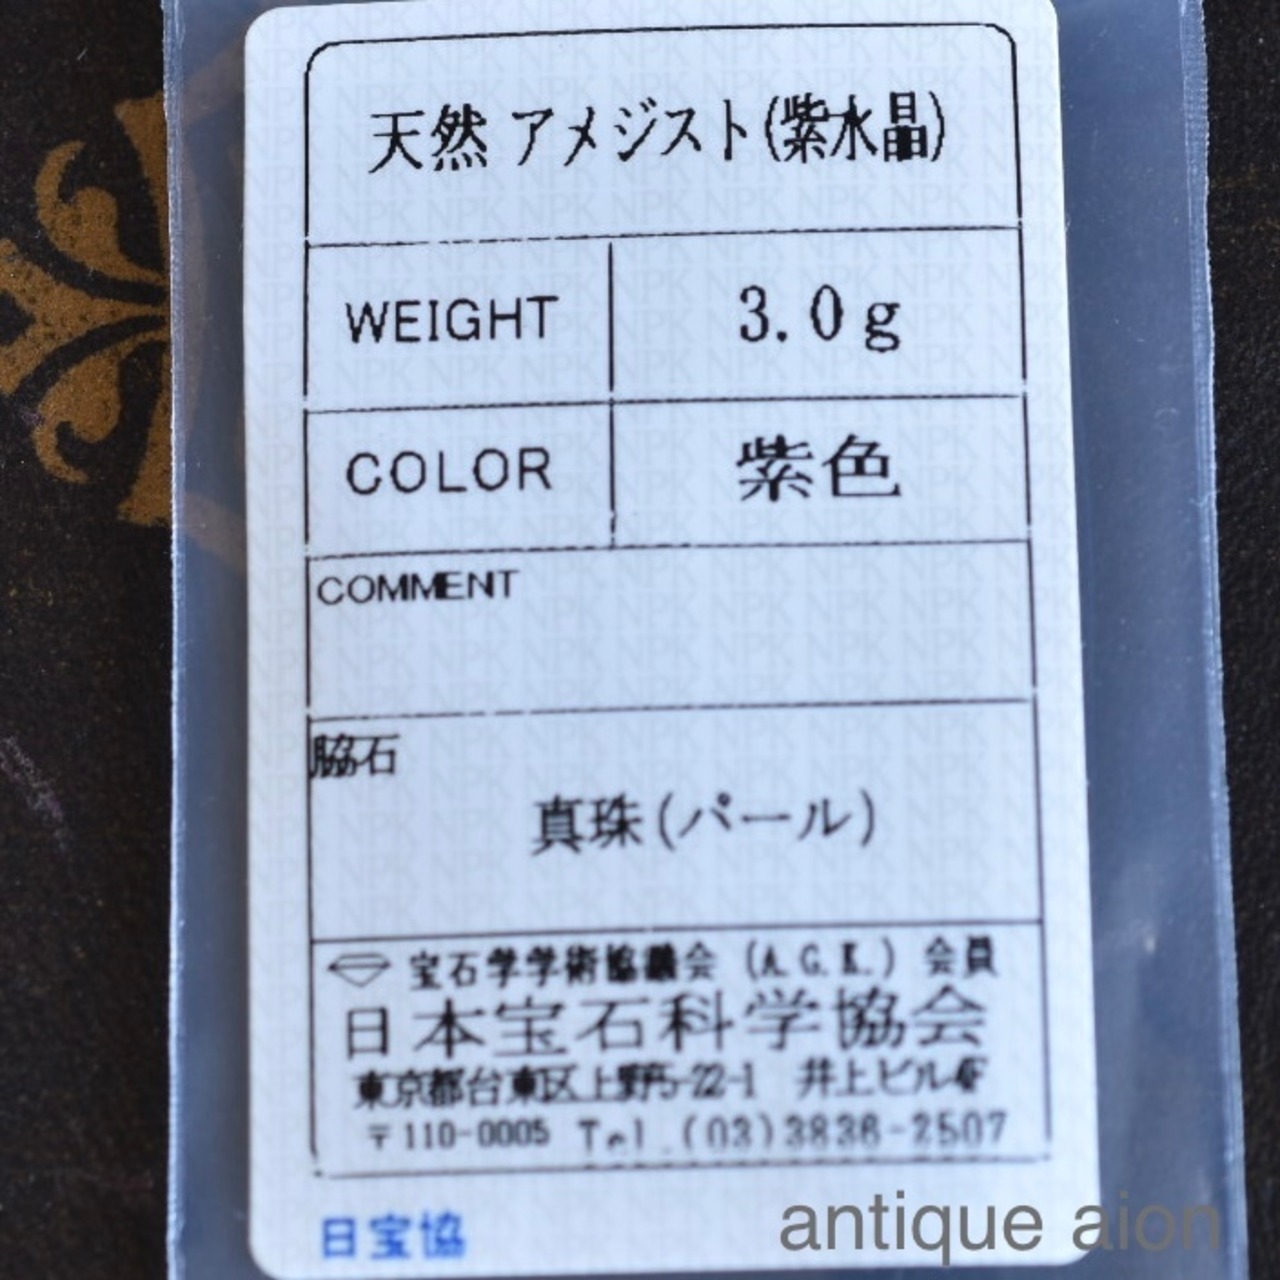 天然 アメジスト(紫水晶)
WEIGHT 3.0g
COLOR 紫色
COMMENT
脇石
真珠(パール)
宝石学学術協議会 (A.G.K.) 会員
日本宝石科学協会
東京都台東区上野5-22-1 井上ビル4F
〒110-0005 Tel.(03)3836-2507
日宝協
antique aion